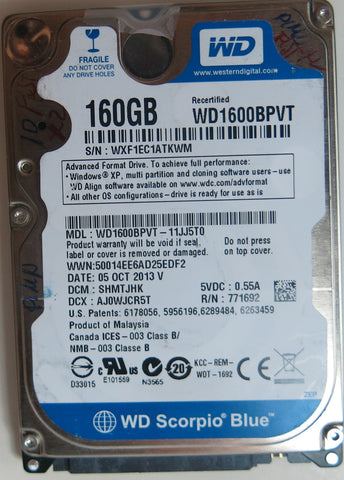 FRAGILE
DO NOT COVER
ANY DRIVE HOLES
WD
www.westerndigital.com
160GB
Recertified
WD1600BPVT
S/N : WXF1EC1ATKWM
Advanced Format Drive. To achieve full performance:
• Windows® XP, multi partition and cloning software users - use
WD Align software available on www.wdc.com/advformat
• All other OS configurations - drive is ready for use as is
MDL : WD1600BPVT - 11JJ5T0
Product warranty will be void if seal,
label or cover is removed or damaged.
Do not press
on top cover.
WWN:50014EE6AD25EDF2
DATE: 05 OCT 2013 V
DCM : SHMTJHK
5VDC : 0.55A
DCX : AJ0WJCR5T
R/N : 771692
U.S. Patents: 6178056, 5956196,6289484, 6263459
Product of Malaysia
Canada ICES - 003 Class B/
NMB - 003 Class B
D33015
E101559
N3565
20
KCC-REM-
WDT-1692
ZEP
WD Scorpio® Blue™